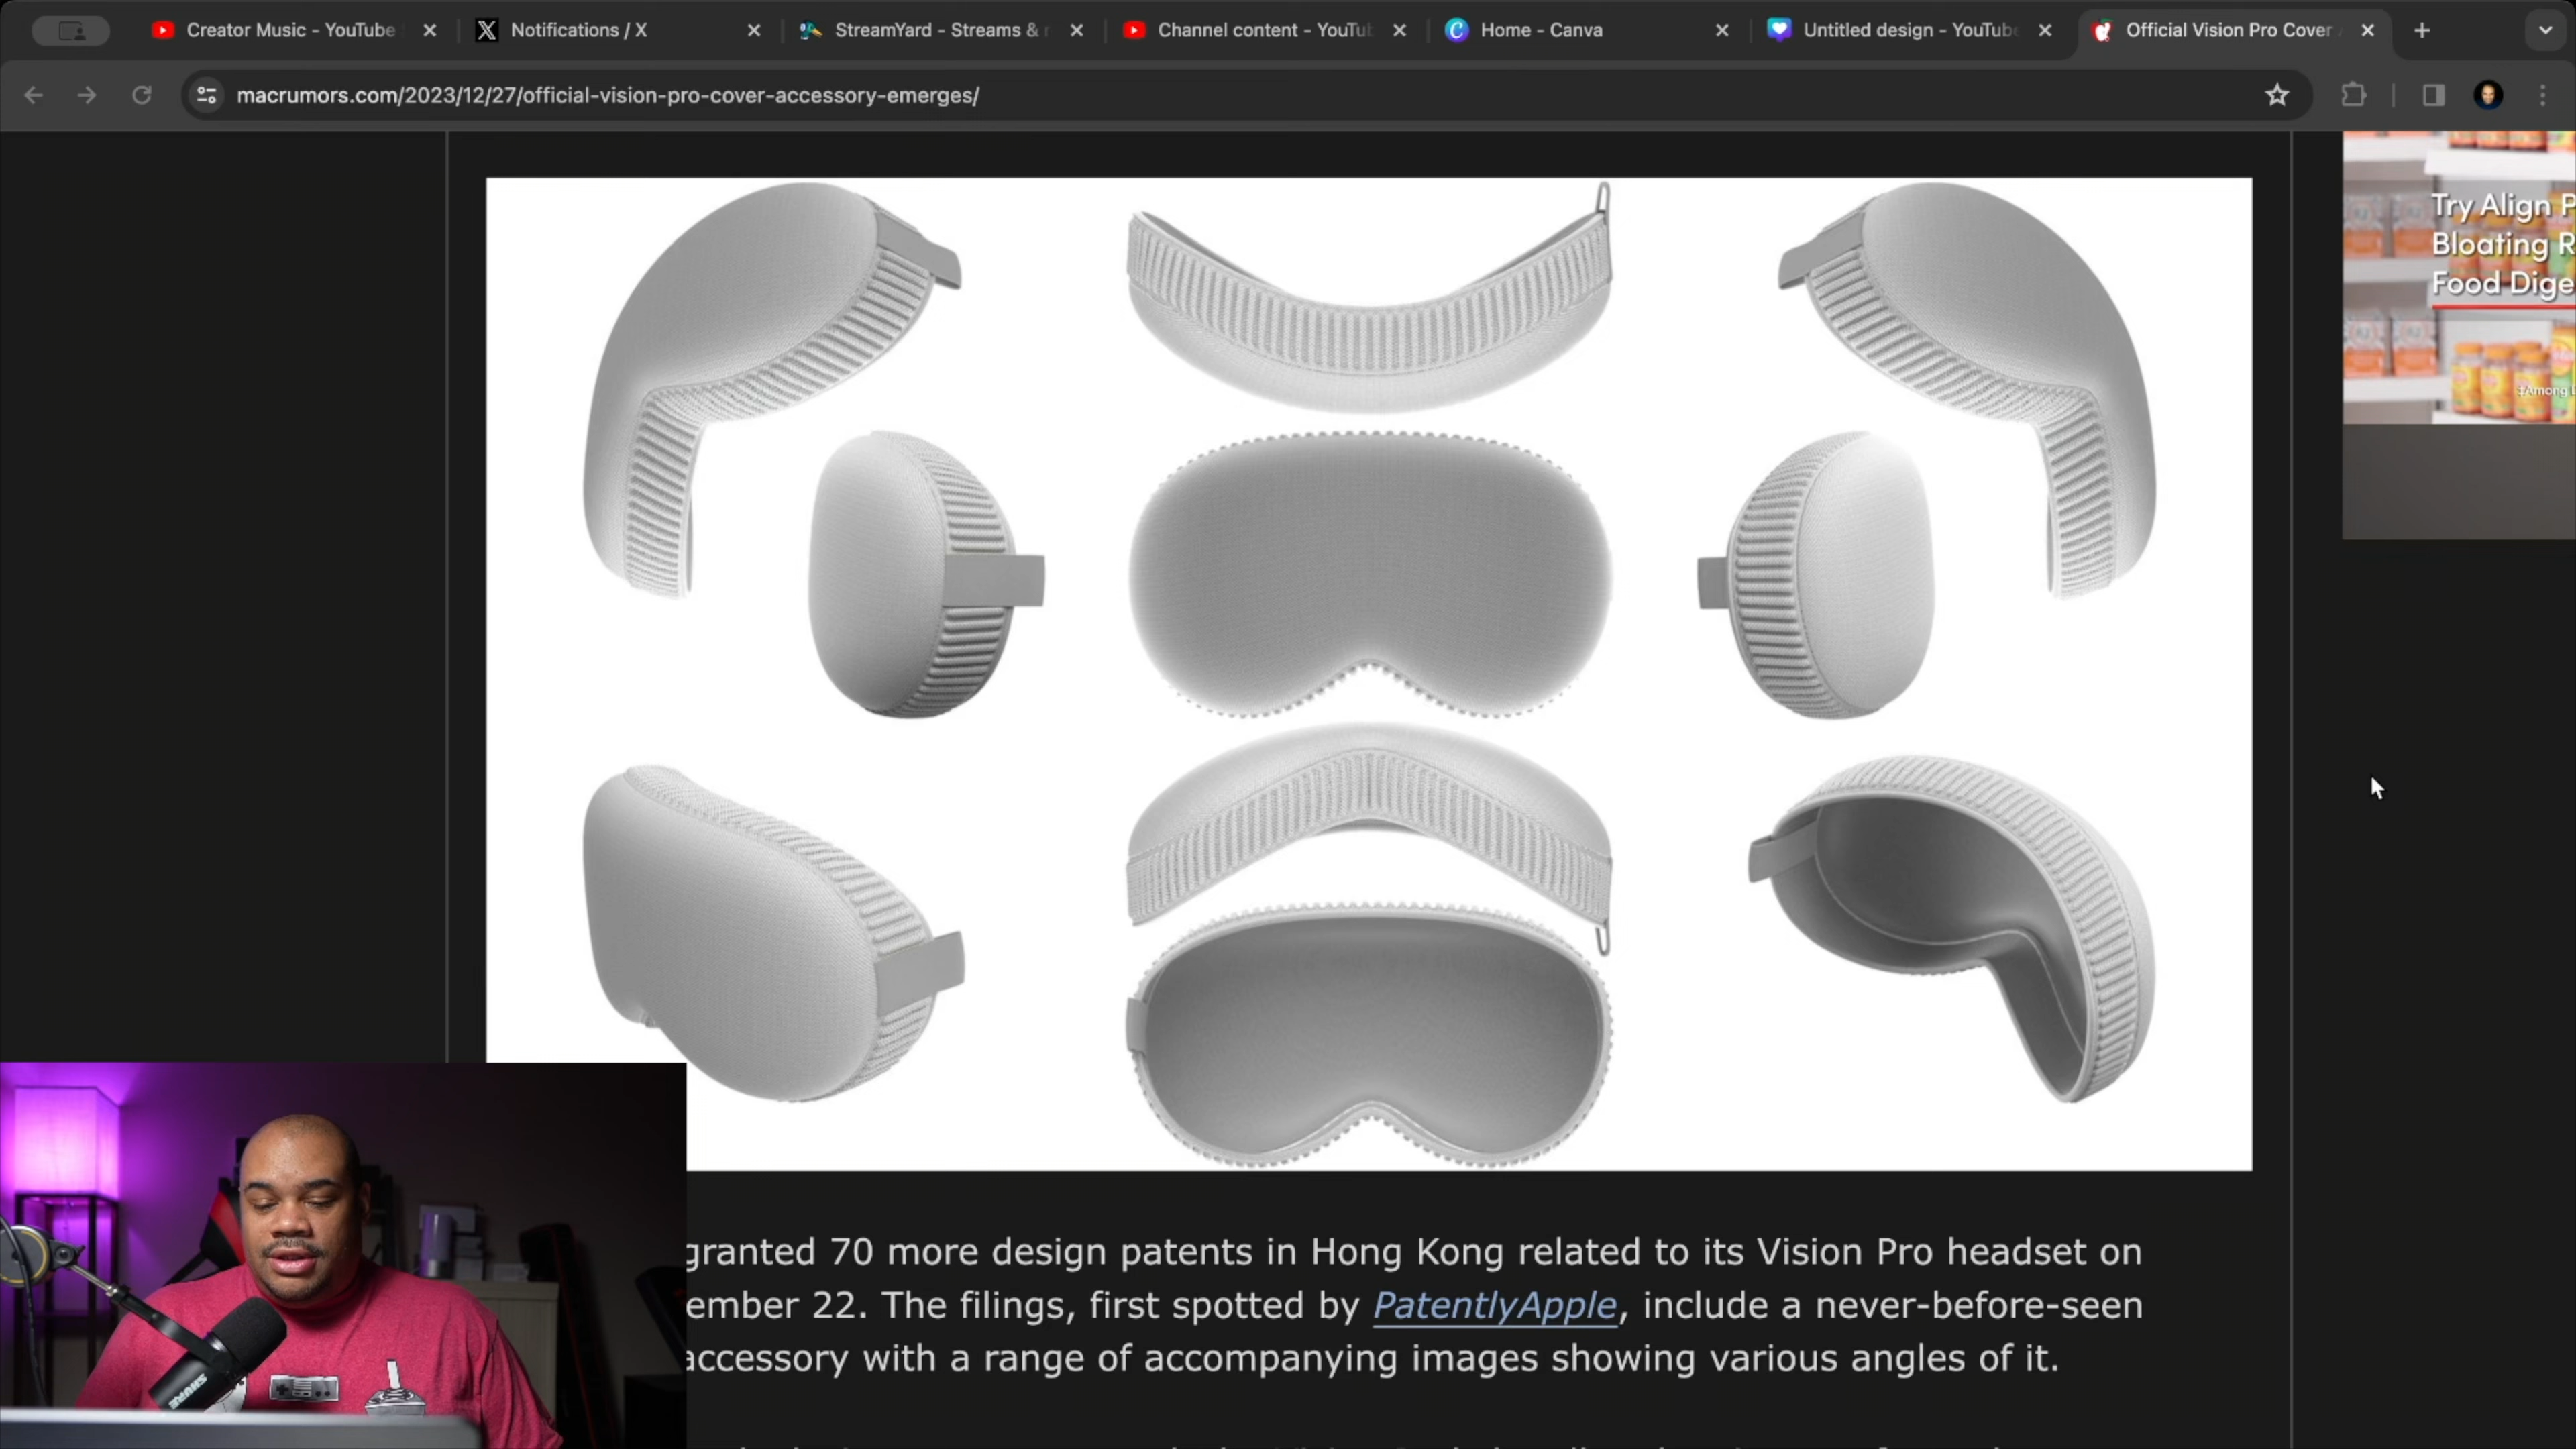 Creator Music - YouTube
Notifications / X
StreamYard - Streams &
Channel content - YouTu
Home - Canva
Untitled design - YouTub
Official Vision Pro Cover
macrumors.com/2023/12/27/official-vision-pro-cover-accessory-emerges/
Try Align P
Bloating R
Food Dige
‡Among
granted 70 more design patents in Hong Kong related to its Vision Pro headset on
ember 22. The filings, first spotted by PatentlyApple, include a never-before-seen
accessory with a range of accompanying images showing various angles of it.
SHURE